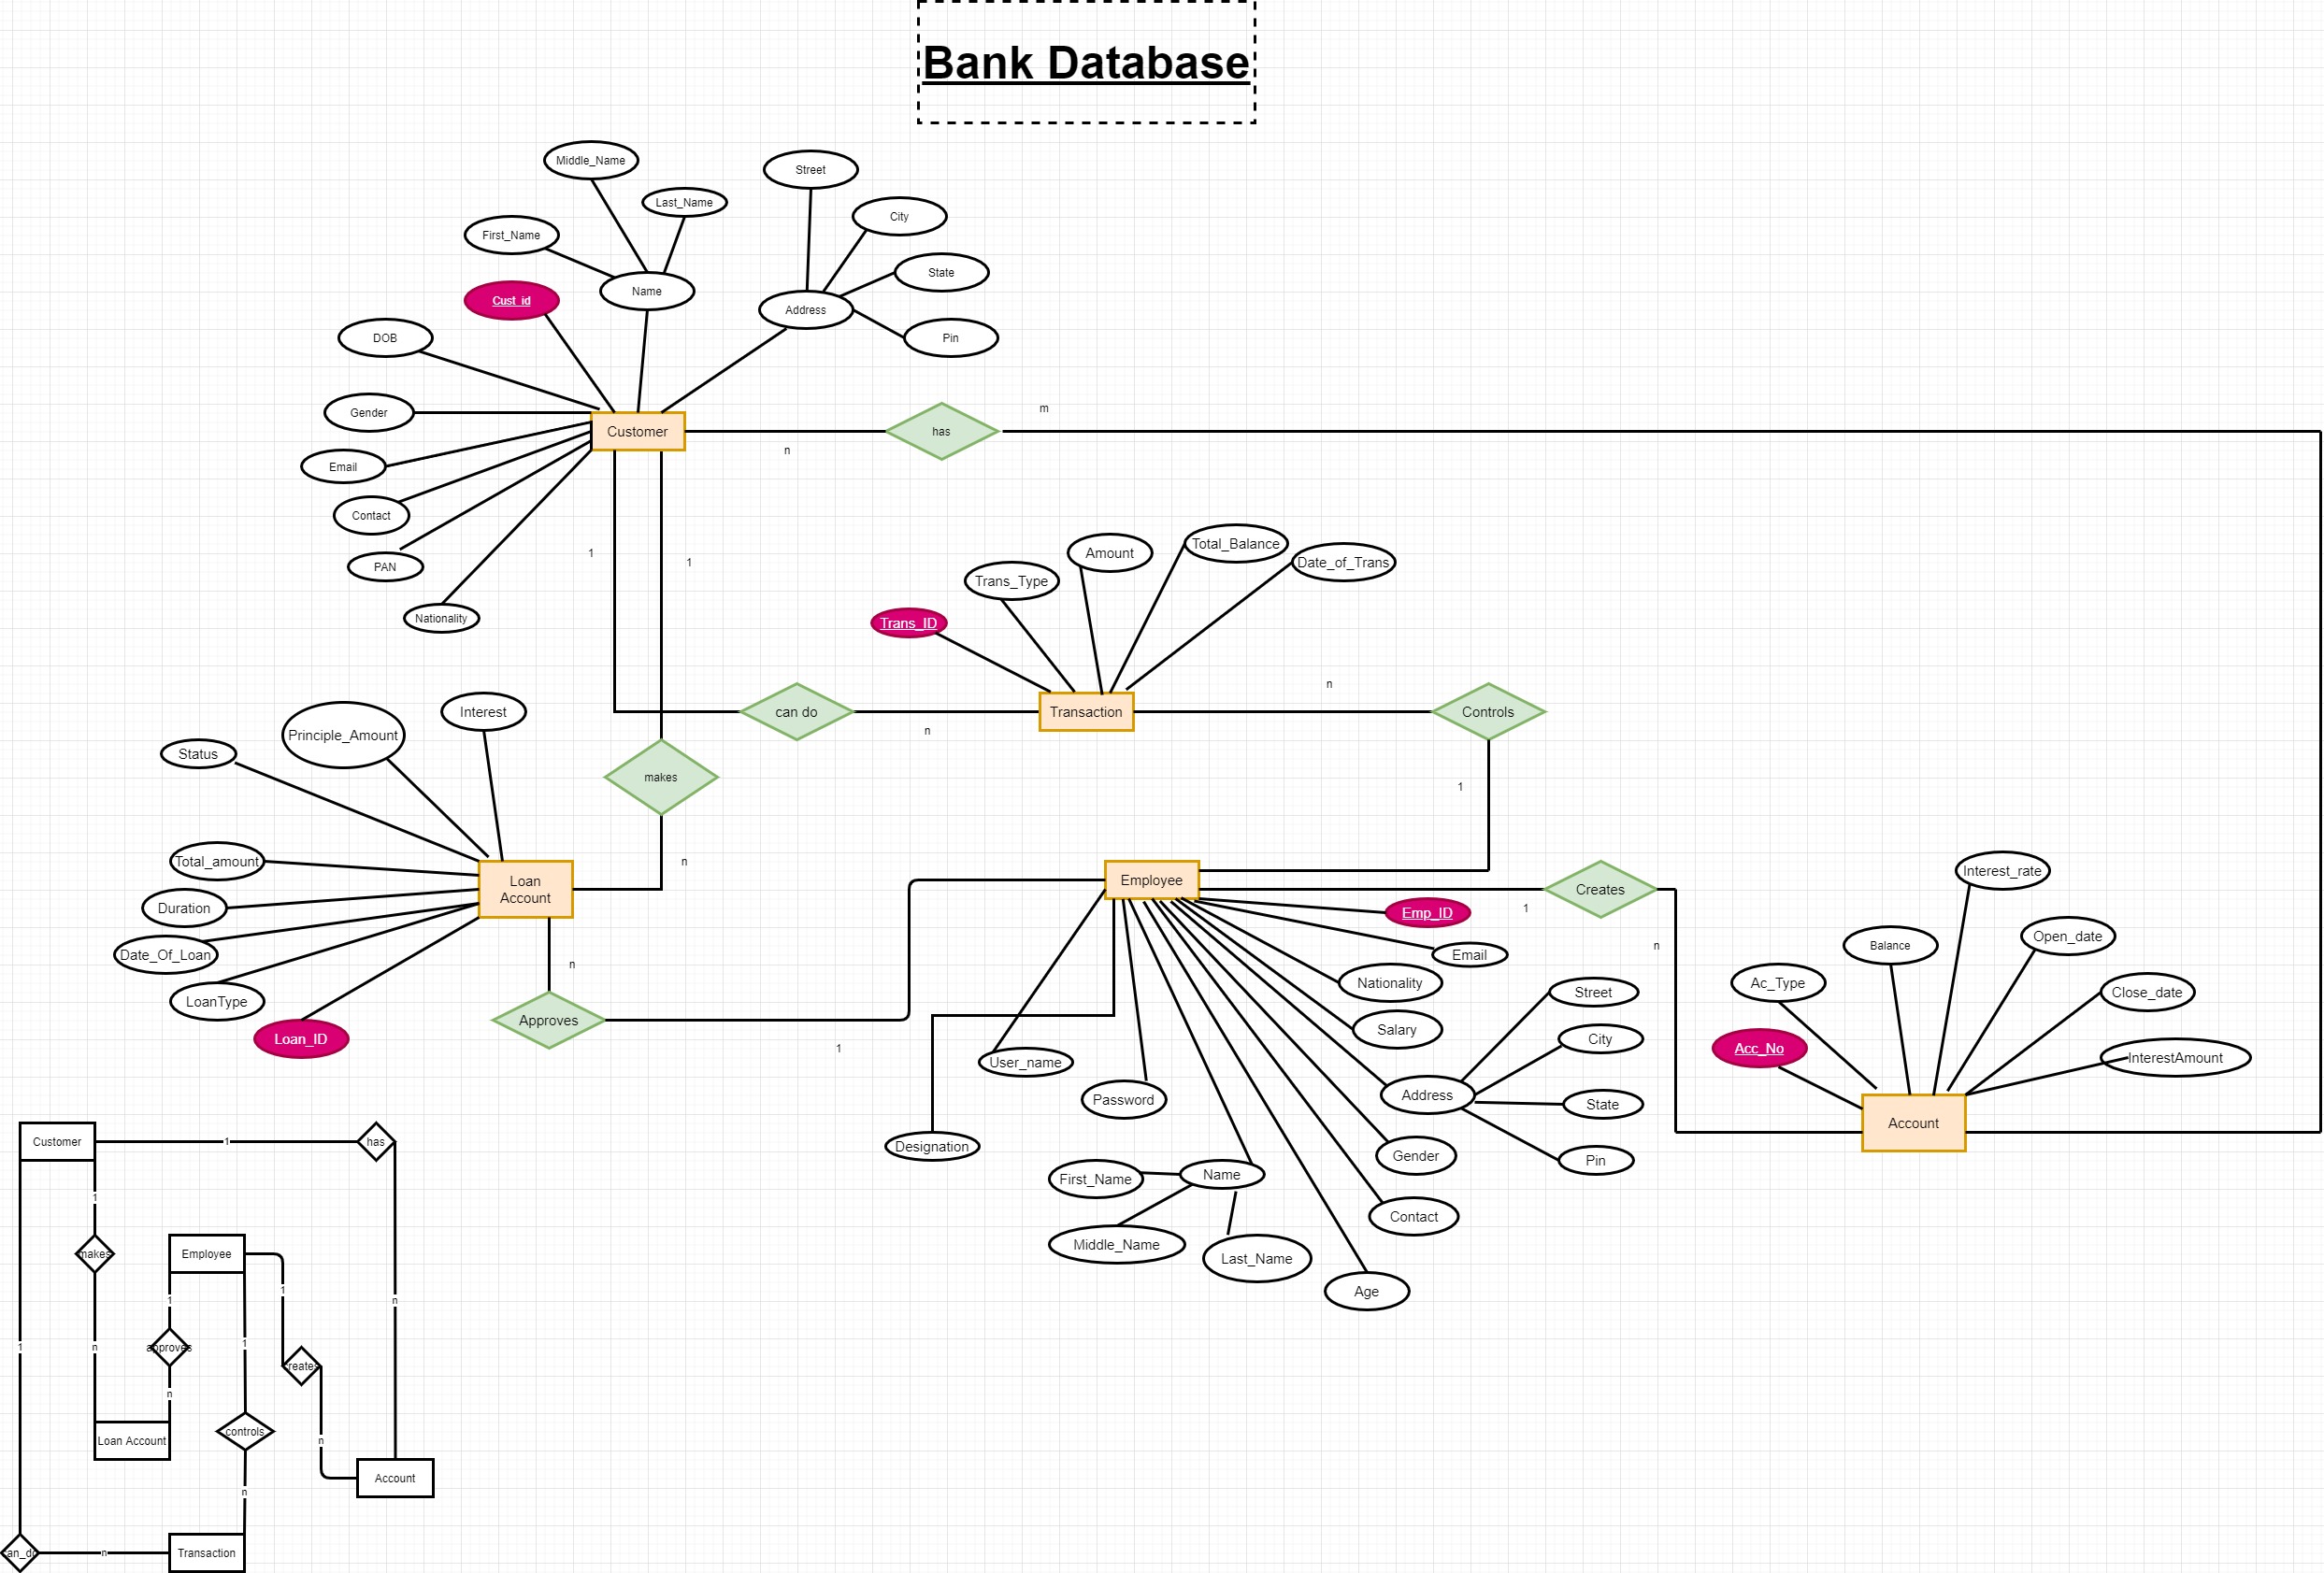 Bank Database
Middle_Name
Street
Last_Name
City
First_Name
State
Name
Cust_id
Address
DOB
Pin
Gender
m
Customer
has
n
Email
Contact
PAN
Nationality
1
1
Total_Balance
Amount
Date_of_Trans
Trans_Type
Trans_ID
n
Interest
can do
Transaction
Controls
n
Principle_Amount
Status
makes
1
n
Total_amount
Loan
Account
Employee
Creates
Interest_rate
Duration
1
Emp_ID
Open_date
Balance
n
Date_Of_Loan
n
Email
Nationality
Ac_Type
Street
Close_date
LoanType
Approves
Salary
Loan_ID
City
1
Acc_No
InterestAmount
User_name
Password
Address
State
Account
Designation
Gender
Pin
Name
First_Name
Contact
Middle_Name
Last_Name
Age
Customer
1
has
1
makes
Employee
1
1
n
1
1
n
approves
creates
n
controls
Loan Account
n
Account
n
can_do
n
Transaction